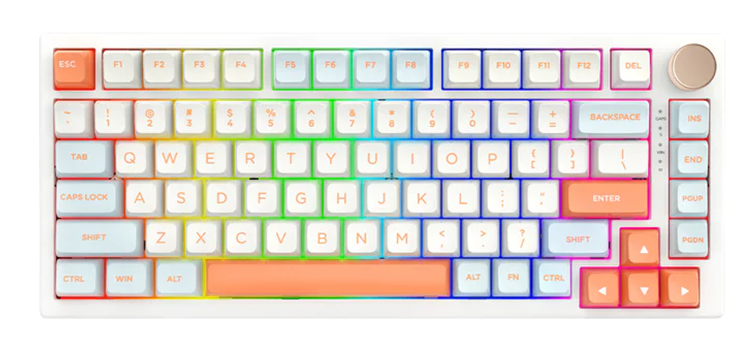 ESC F1 F2 F3 F4 F5 F6 F7 F8 F9 F10 F11 F12 DEL
~ ` ! 1 @ 2 # 3 $ 4 % 5 ^ 6 & 7 * 8 ( 9 ) 0 — - + = BACKSPACE INS
TAB Q W E R T Y U I O P { [ } ] | \ END
CAPS LOCK A S D F G H J K L : ; " ' ENTER PGUP
SHIFT Z X C V B N M < , > . ? / SHIFT ▲ PGDN
CTRL WIN ALT ALT FN CTRL ◀ ▼ ▶